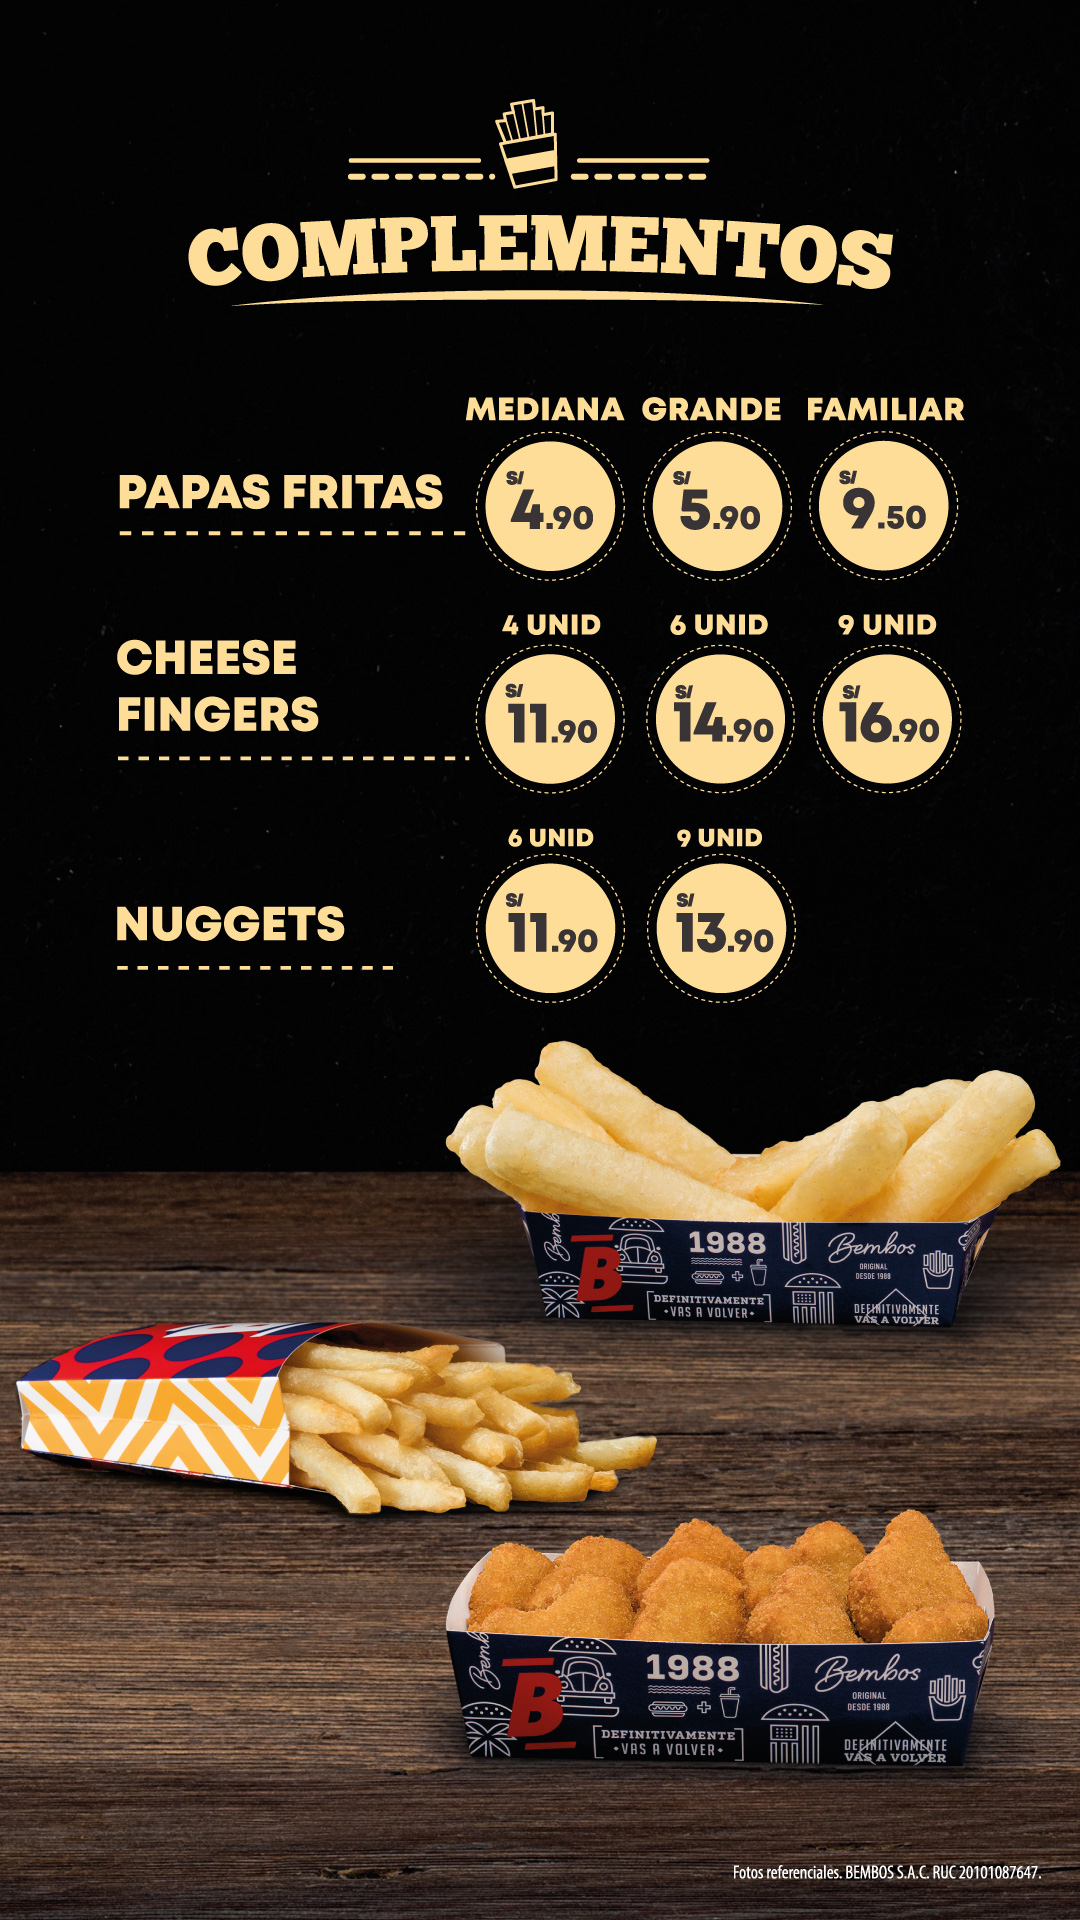 COMPLEMENTOS
MEDIANA GRANDE FAMILIAR
PAPAS FRITAS S/ 4.90 S/ 5.90 S/ 9.50
4 UNID 6 UNID 9 UNID
CHEESE
FINGERS S/ 11.90 S/ 14.90 S/ 16.90
6 UNID 9 UNID
NUGGETS S/ 11.90 S/ 13.90
Bemb
B
1988
Bembos
ORIGINAL
DESDE 1988
DEFINITIVAMENTE
•VAS A VOLVER•
DEFINITIVAMENTE
VAS A VOLVER
Bemb
B
1988
Bembos
ORIGINAL
DESDE 1988
DEFINITIVAMENTE
•VAS A VOLVER•
DEFINITIVAMENTE
VAS A VOLVER
Fotos referenciales. BEMBOS S.A.C. RUC 20101087647.